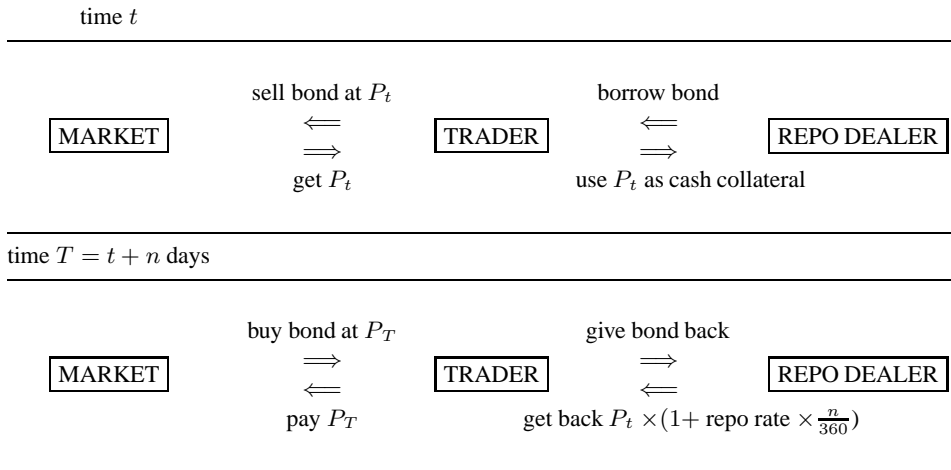 time t
sell bond at P_t borrow bond
⟸ ⟸
MARKET TRADER REPO DEALER
⟹ ⟹
get P_t use P_t as cash collateral
time T = t + n days
buy bond at P_T give bond back
⟹ ⟹
MARKET TRADER REPO DEALER
⟸ ⟸
pay P_T get back P_t ×(1+ repo rate × n/360)